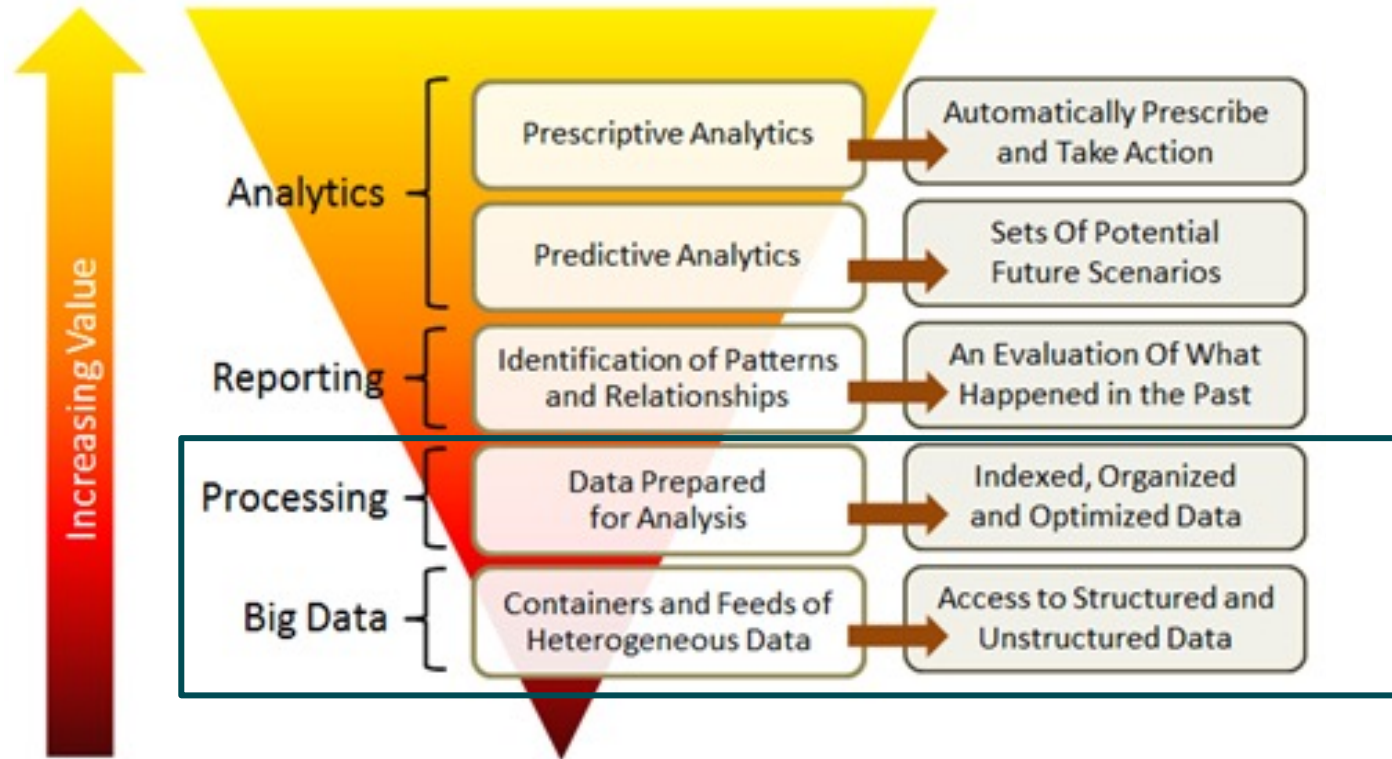 Increasing Value
Analytics
Prescriptive Analytics
Automatically Prescribe
and Take Action
Predictive Analytics
Sets Of Potential
Future Scenarios
Reporting
Identification of Patterns
and Relationships
An Evaluation Of What
Happened in the Past
Processing
Data Prepared
for Analysis
Indexed, Organized
and Optimized Data
Big Data
Containers and Feeds of
Heterogeneous Data
Access to Structured and
Unstructured Data